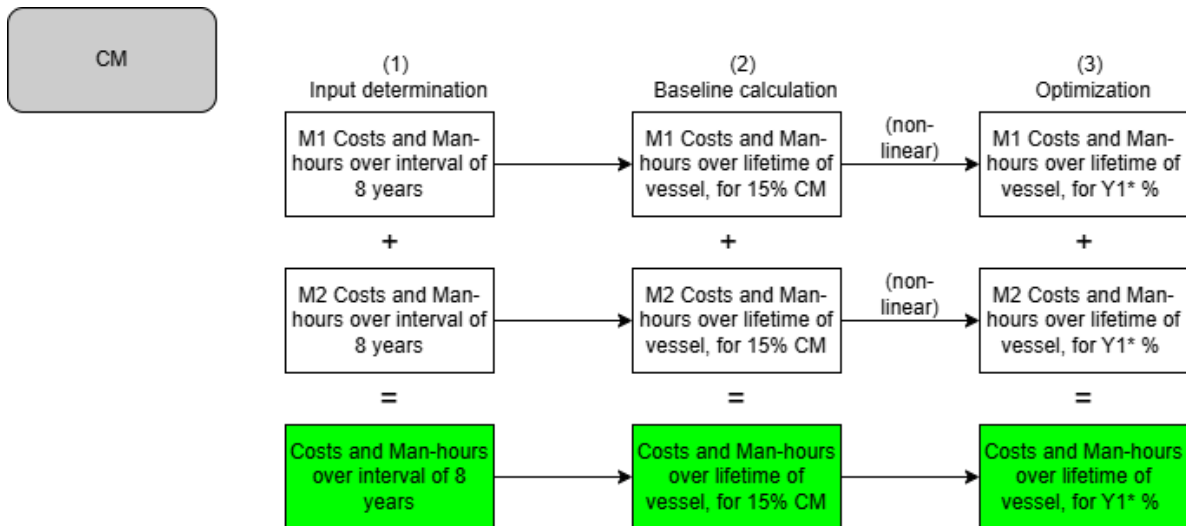 CM
(1)
Input determination
(2)
Baseline calculation
(3)
Optimization
M1 Costs and Man-
hours over interval of
8 years
M1 Costs and Man-
hours over lifetime of
vessel, for 15% CM
(non-
linear)
M1 Costs and Man-
hours over lifetime of
vessel, for Y1* %
+
+
+
M2 Costs and Man-
hours over interval of
8 years
M2 Costs and Man-
hours over lifetime of
vessel, for 15% CM
(non-
linear)
M2 Costs and Man-
hours over lifetime of
vessel, for Y1* %
=
=
=
Costs and Man-hours
over interval of 8
years
Costs and Man-hours
over lifetime of
vessel, for 15% CM
Costs and Man-hours
over lifetime of
vessel, for Y1* %